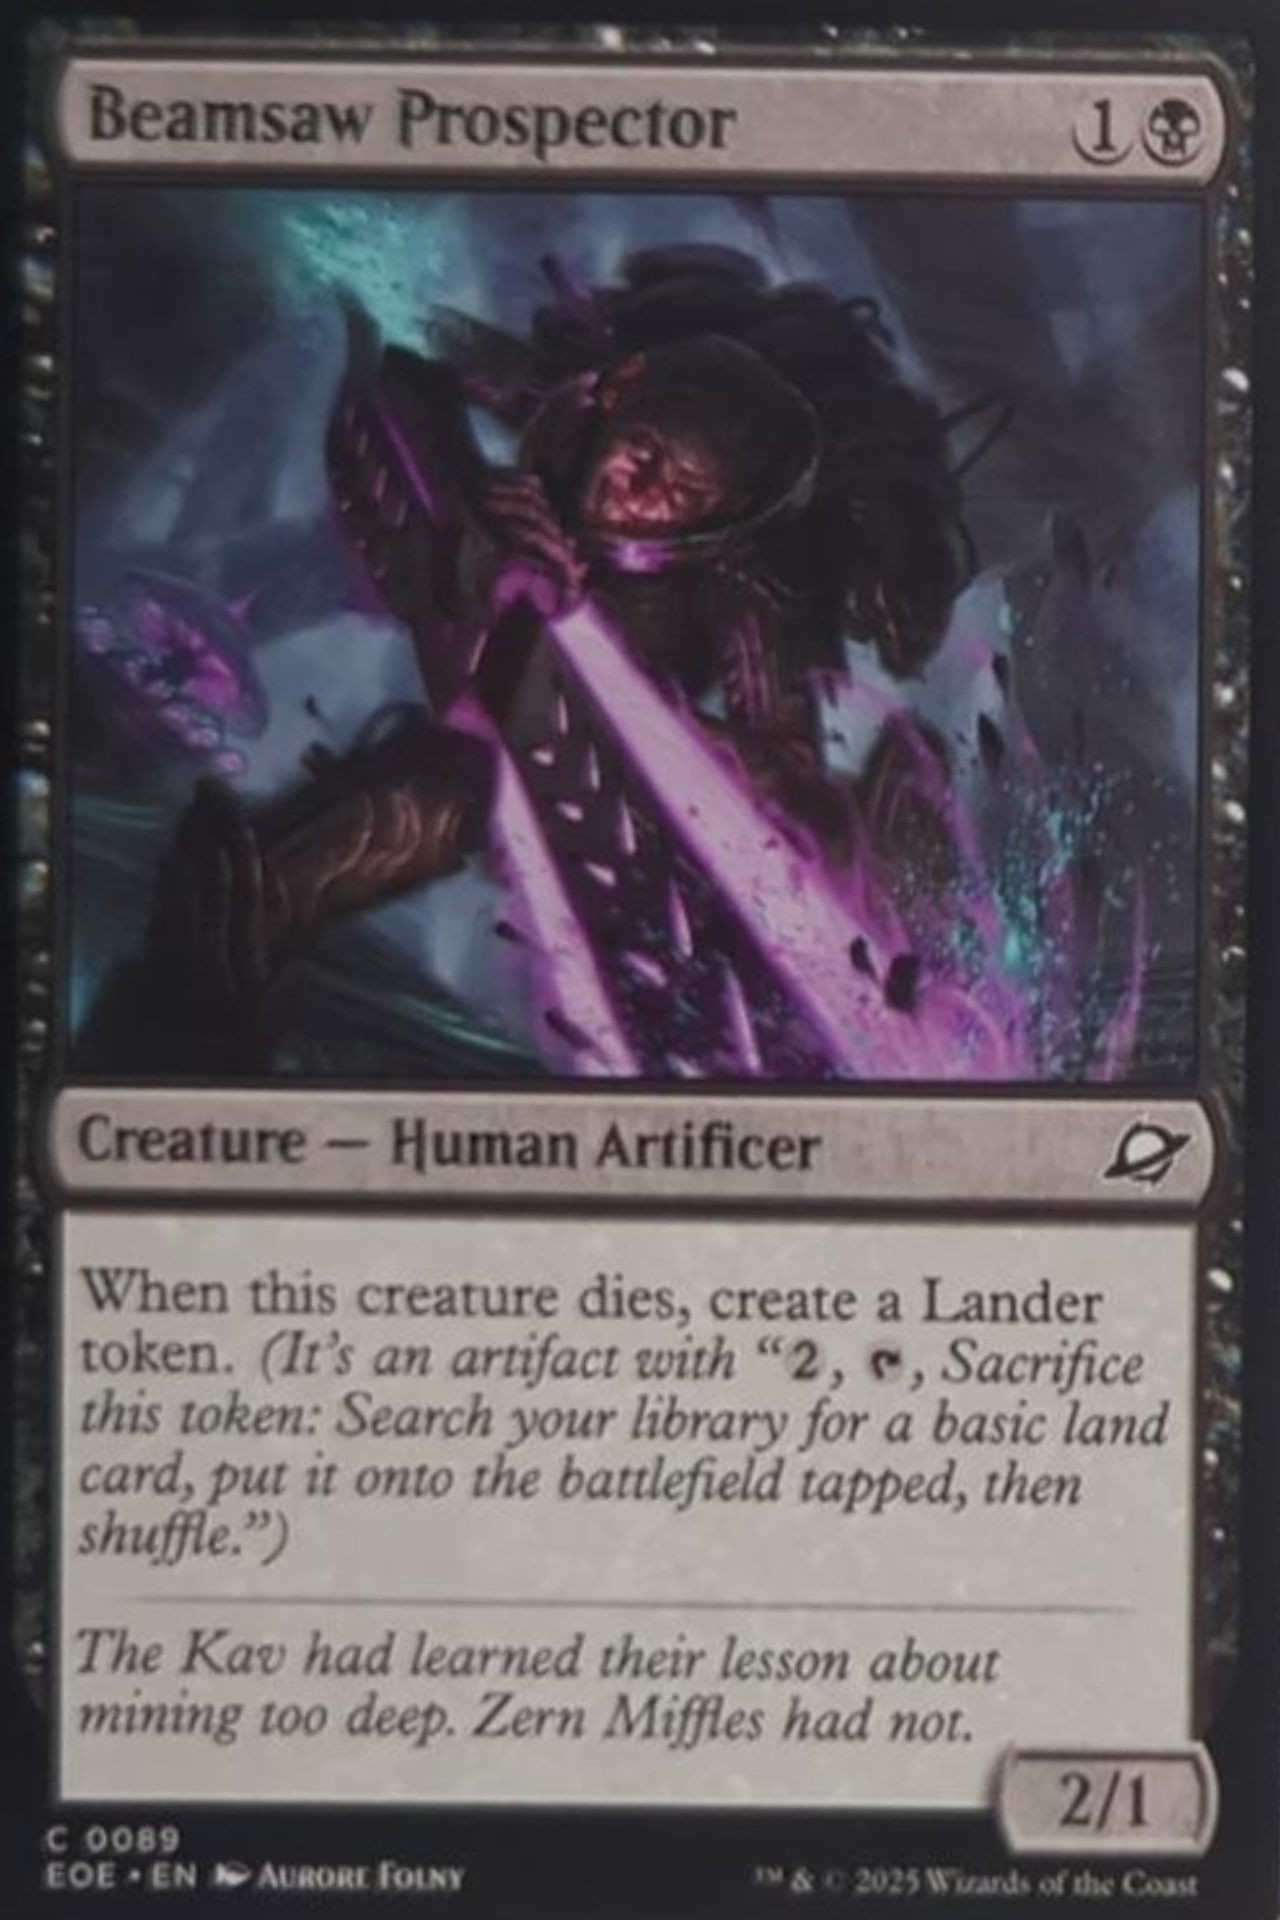 Beamsaw Prospector 1
Creature — Human Artificer
When this creature dies, create a Lander
token. (It's an artifact with “2, , Sacrifice
this token: Search your library for a basic land
card, put it onto the battlefield tapped, then
shuffle.”)
The Kav had learned their lesson about
mining too deep. Zern Miffles had not.
2/1
C 0089
EOE • EN AURORE FOLNY
™ & © 2025 Wizards of the Coast